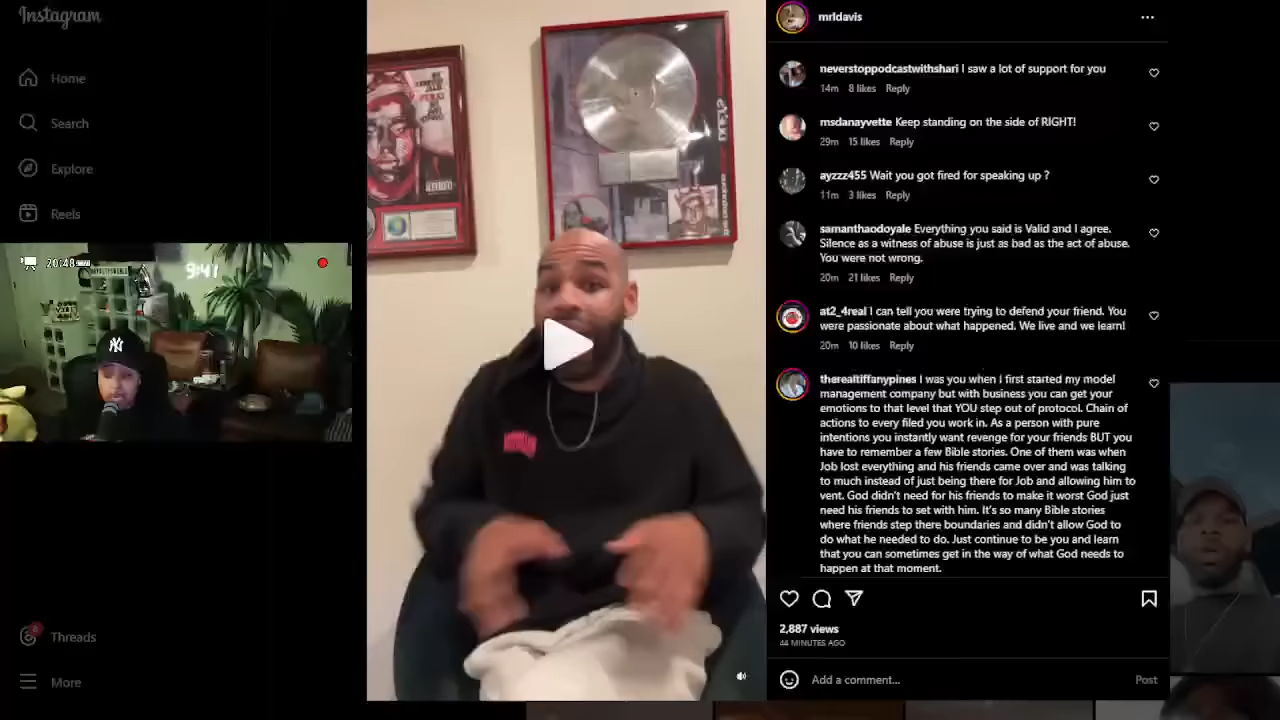 Instagram
Home
Search
Explore
Reels
20:48
9:41
Threads
More
mrldavis
neverstoppodcastwithshari I saw a lot of support for you
14m 8 likes Reply
msdanayvette Keep standing on the side of RIGHT!
29m 15 likes Reply
ayzzz455 Wait you got fired for speaking up ?
11m 3 likes Reply
samanthaodoyale Everything you said is Valid and I agree.
Silence as a witness of abuse is just as bad as the act of abuse.
You were not wrong.
20m 21 likes Reply
at2_4real I can tell you were trying to defend your friend. You
were passionate about what happened. We live and we learn!
20m 10 likes Reply
therealtiffanypines I was you when i first started my model
management company but with business you can get your
emotions to that level that YOU step out of protocol. Chain of
actions to every filed you work in. As a person with pure
intentions you instantly want revenge for your friends BUT you
have to remember a few Bible stories. One of them was when
Job lost everything and his friends came over and was talking
to much instead of just being there for Job and allowing him to
vent. God didn't need for his friends to make it worst God just
need his friends to set with him. It's so many Bible stories
where friends step there boundaries and didn't allow God to
do what he needed to do. Just continue to be you and learn
that you can sometimes get in the way of what God needs to
happen at that moment.
2,887 views
44 MINUTES AGO
Add a comment...
Post